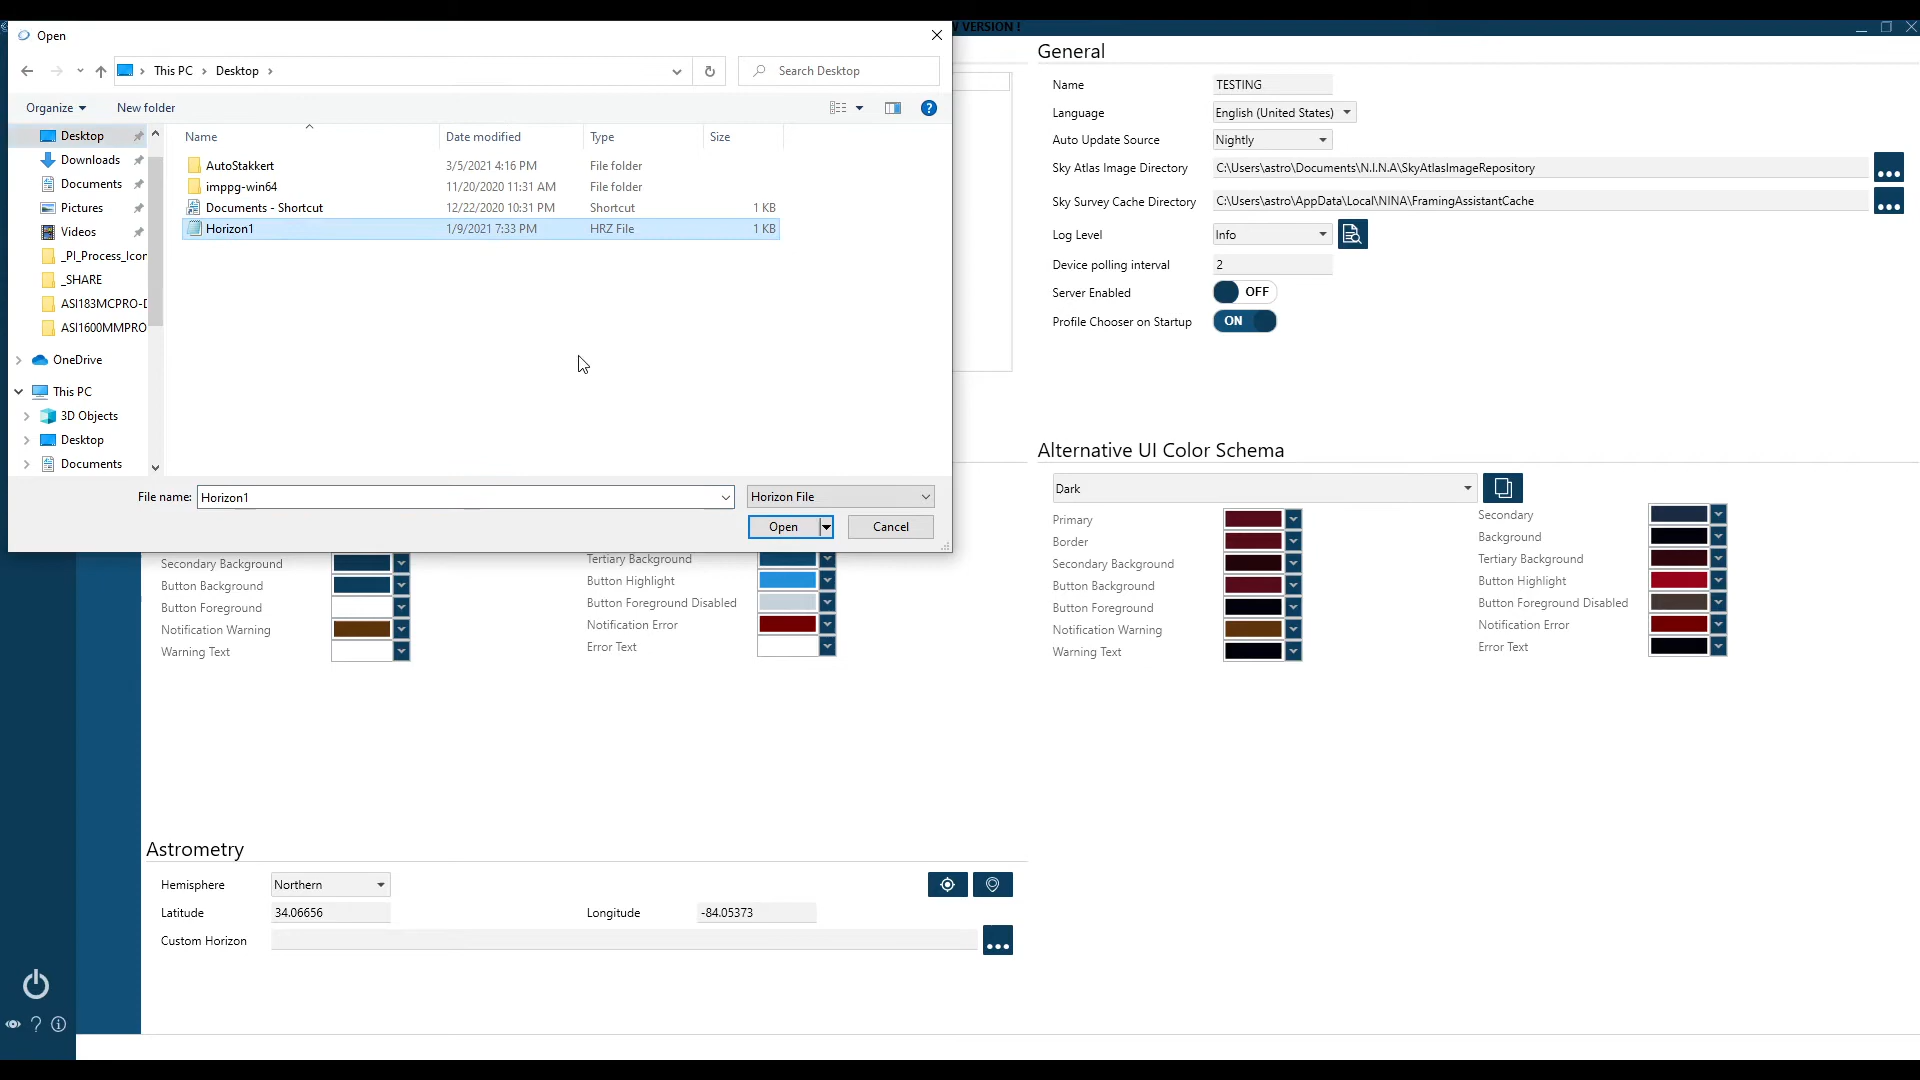 Open
W VERSION !
This PC
Desktop
Search Desktop
Organize
New folder
Desktop
Downloads
Documents
Pictures
Videos
_PI_Process_Icor
_SHARE
ASI183MCPRO-D
ASI1600MMPRO
OneDrive
This PC
3D Objects
Desktop
Documents
Name Date modified Type Size
AutoStakkert 3/5/2021 4:16 PM File folder
imppg-win64 11/20/2020 11:31 AM File folder
Documents - Shortcut 12/22/2020 10:31 PM Shortcut 1 KB
Horizon1 1/9/2021 7:33 PM HRZ File 1 KB
File name: Horizon1 Horizon File
Open Cancel
General
Name TESTING
Language English (United States)
Auto Update Source Nightly
Sky Atlas Image Directory C:\Users\astro\Documents\N.I.N.A\SkyAtlasImageRepository
Sky Survey Cache Directory C:\Users\astro\AppData\Local\NINA\FramingAssistantCache
Log Level Info
Device polling interval 2
Server Enabled OFF
Profile Chooser on Startup ON
Secondary Background Tertiary Background
Button Background Button Highlight
Button Foreground Button Foreground Disabled
Notification Warning Notification Error
Warning Text Error Text
Alternative UI Color Schema
Dark
Primary Secondary
Border Background
Secondary Background Tertiary Background
Button Background Button Highlight
Button Foreground Button Foreground Disabled
Notification Warning Notification Error
Warning Text Error Text
Astrometry
Hemisphere Northern
Latitude 34.06656 Longitude -84.05373
Custom Horizon